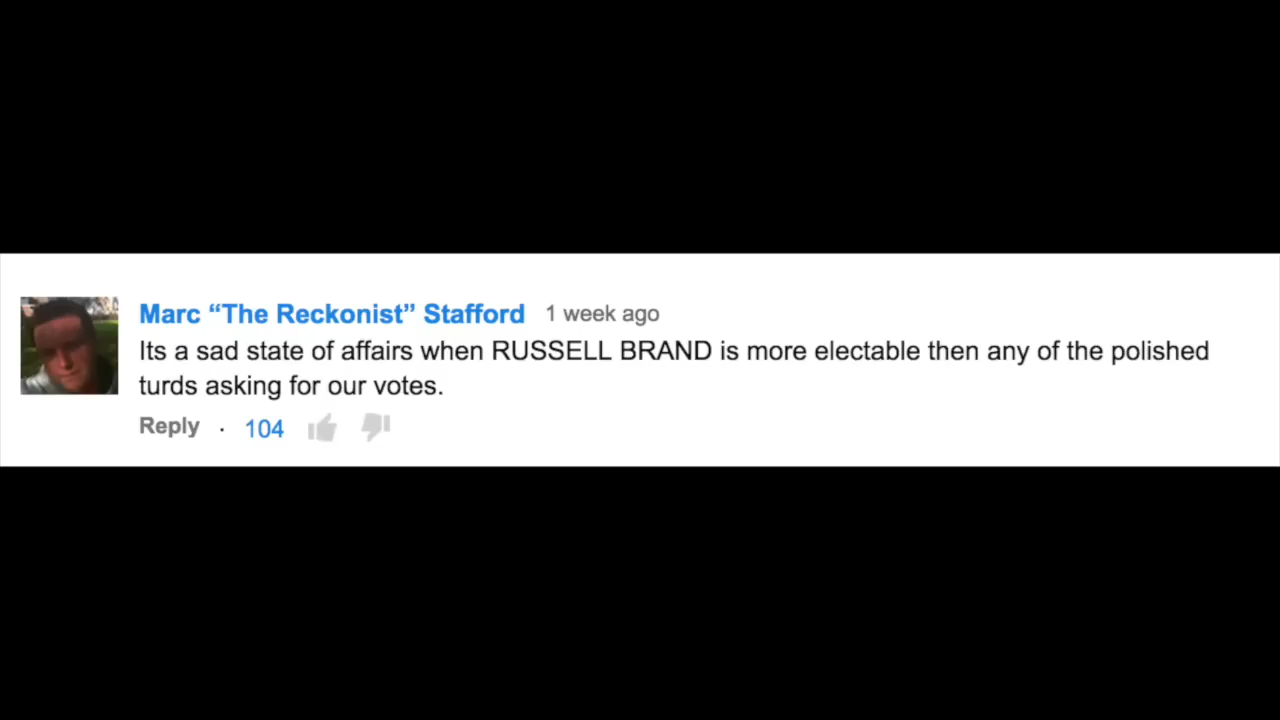 Marc “The Reckonist” Stafford 1 week ago
Its a sad state of affairs when RUSSELL BRAND is more electable then any of the polished
turds asking for our votes.
Reply · 104